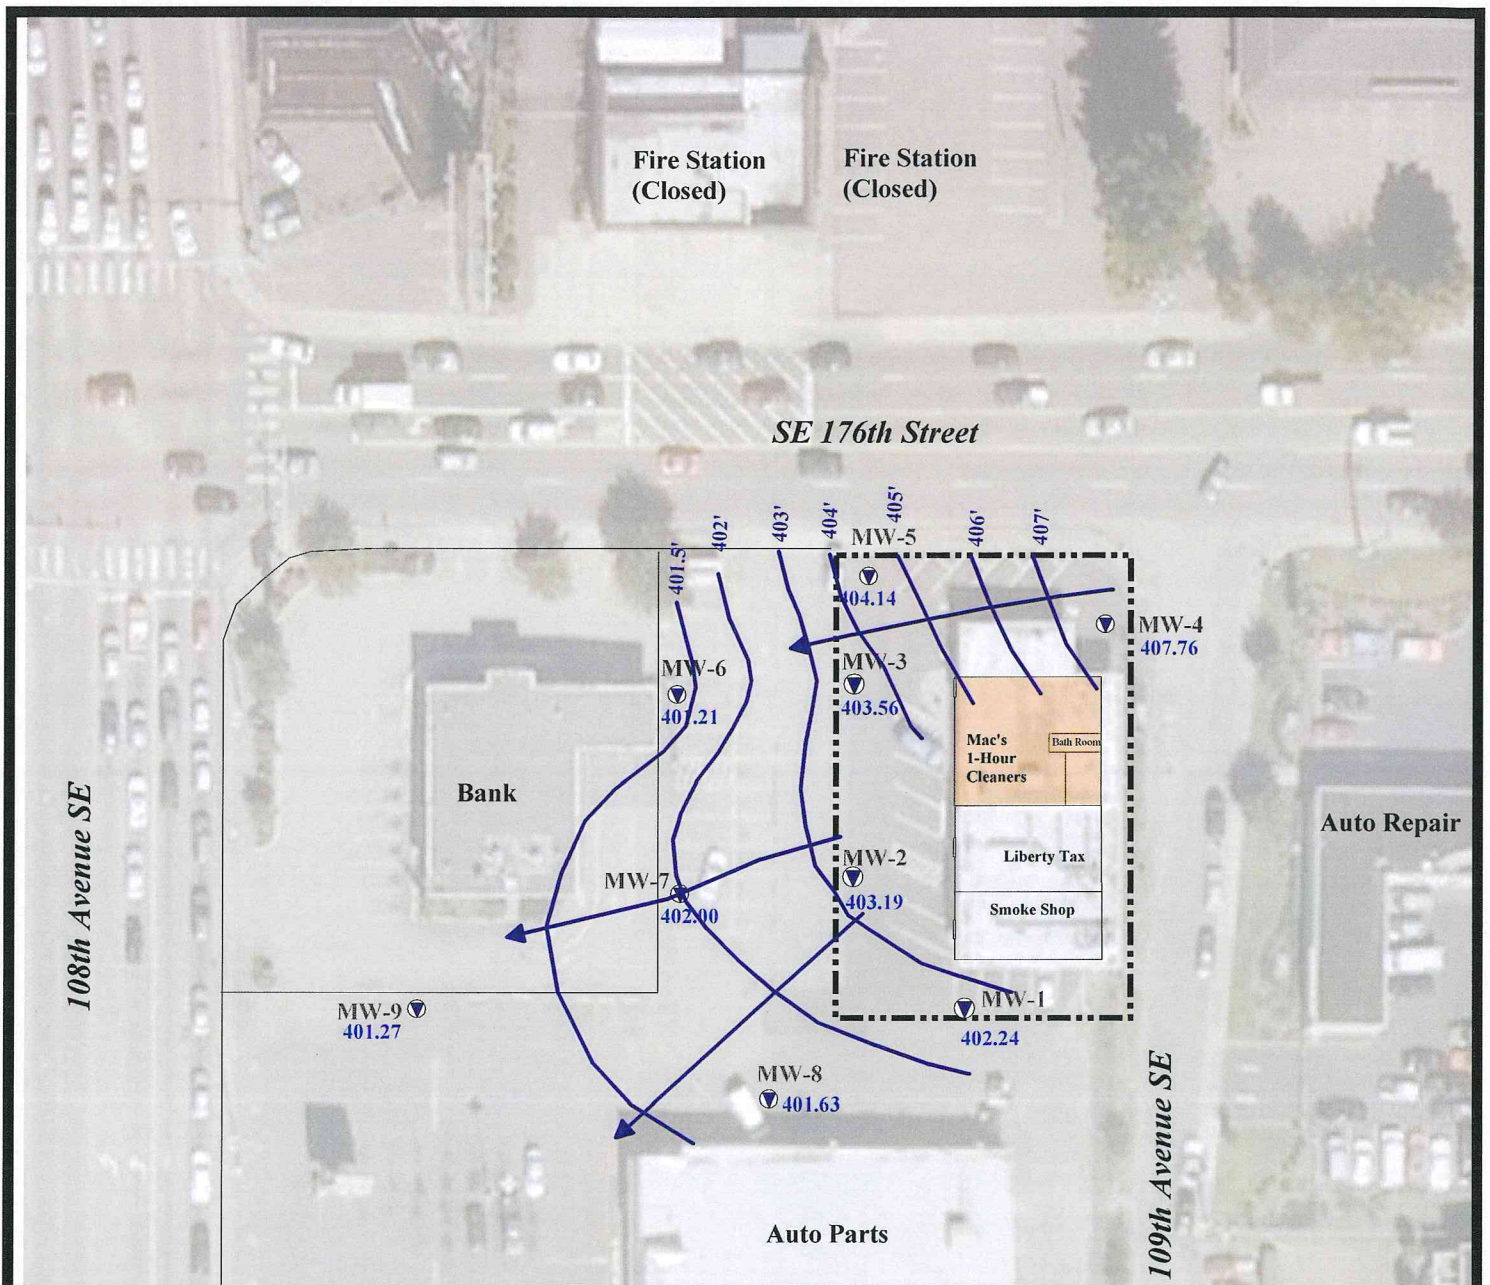 Fire Station
(Closed)
Fire Station
(Closed)
SE 176th Street
401.5'
402'
403'
404'
405'
406'
407'
MW-5
404.14
MW-4
407.76
MW-3
403.56
MW-6
401.21
Mac's
1-Hour
Cleaners
Bath Room
Bank
Auto Repair
Liberty Tax
MW-2
403.19
MW-7
402.00
Smoke Shop
108th Avenue SE
MW-9
401.27
MW-1
402.24
MW-8
401.63
109th Avenue SE
Auto Parts